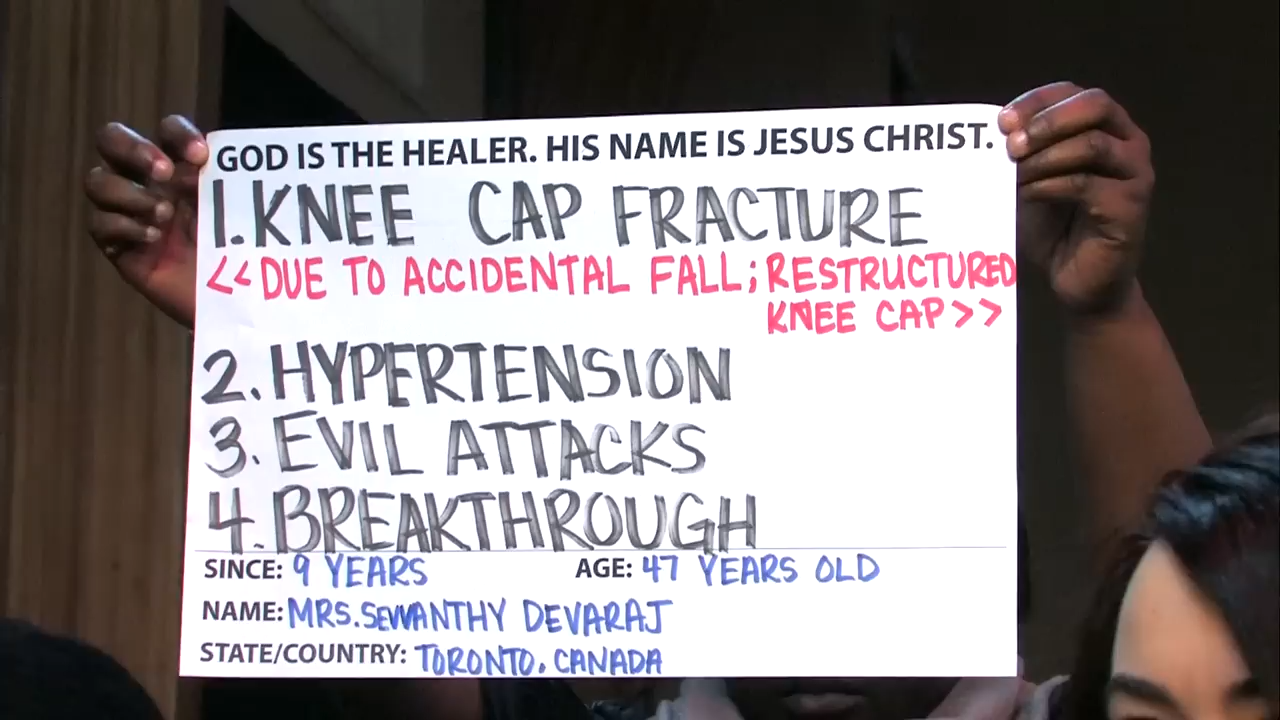 GOD IS THE HEALER. HIS NAME IS JESUS CHRIST.
1. KNEE CAP FRACTURE
<< DUE TO ACCIDENTAL FALL; RESTRUCTURED
KNEE CAP >>
2. HYPERTENSION
3. EVIL ATTACKS
4. BREAKTHROUGH
SINCE: 9 YEARS AGE: 47 YEARS OLD
NAME: MRS. DEVARAJ
STATE/COUNTRY: TORONTO. CANADA